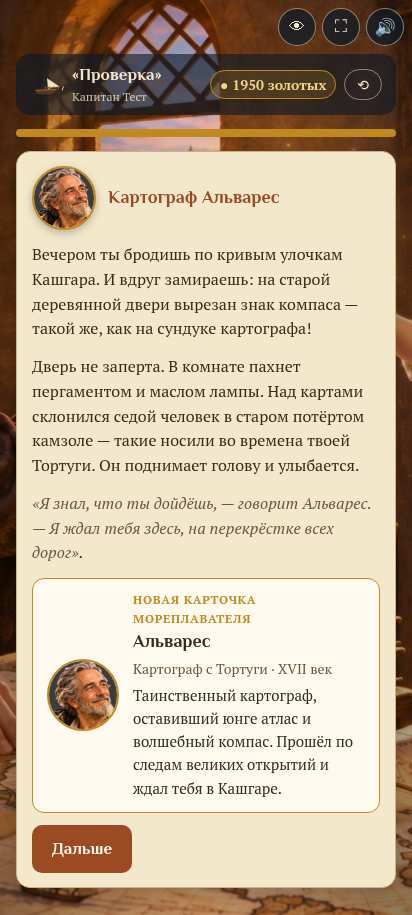 «Проверка»
Капитан Тест
● 1950 золотых
Картограф Альварес
Вечером ты бродишь по кривым улочкам
Кашгара. И вдруг замираешь: на старой
деревянной двери вырезан знак компаса —
такой же, как на сундуке картографа!
Дверь не заперта. В комнате пахнет
пергаментом и маслом лампы. Над картами
склонился седой человек в старом потёртом
камзоле — такие носили во времена твоей
Тортуги. Он поднимает голову и улыбается.
«Я знал, что ты дойдёшь, — говорит Альварес.
— Я ждал тебя здесь, на перекрёстке всех
дорог».
НОВАЯ КАРТОЧКА
МОРЕПЛАВАТЕЛЯ
Альварес
Картограф с Тортуги · XVII век
Таинственный картограф,
оставивший юнге атлас и
волшебный компас. Прошёл по
следам великих открытий и
ждал тебя в Кашгаре.
Дальше